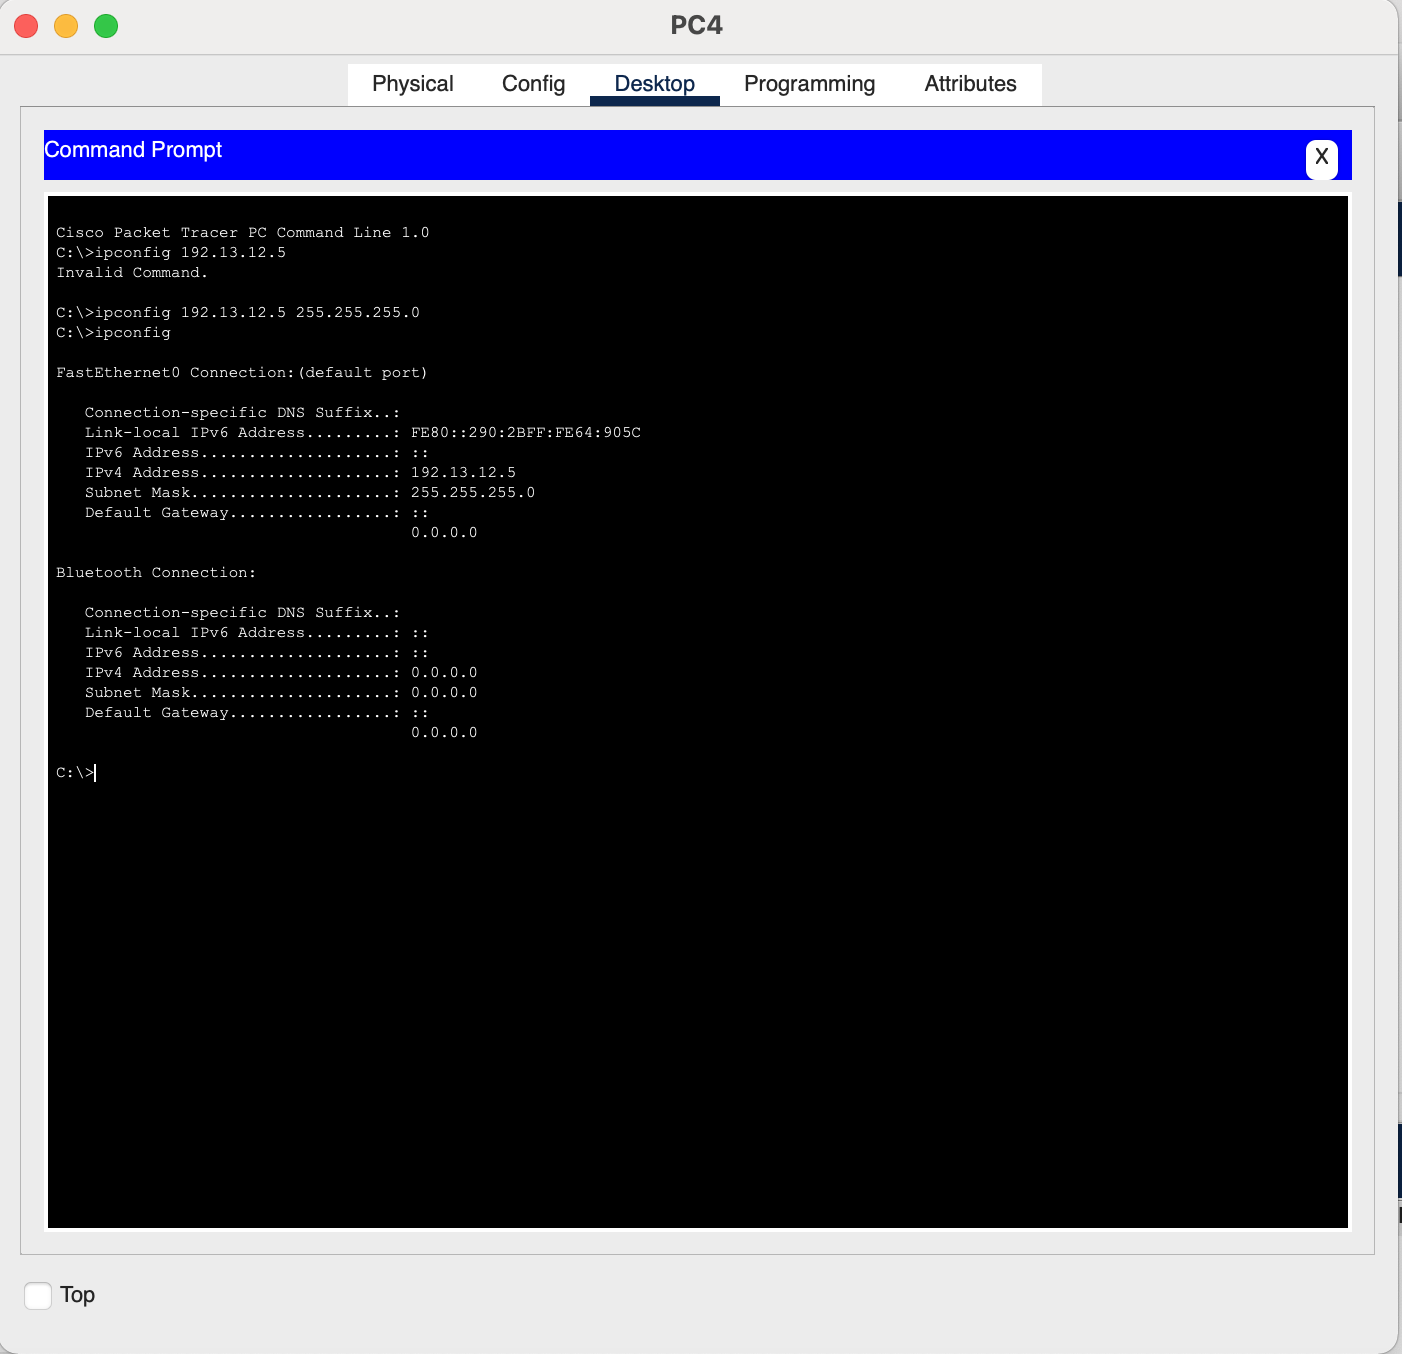 PC4
Physical Config Desktop Programming Attributes
Command Prompt
X
Cisco Packet Tracer PC Command Line 1.0
C:\>ipconfig 192.13.12.5
Invalid Command.
C:\>ipconfig 192.13.12.5 255.255.255.0
C:\>ipconfig
FastEthernet0 Connection:(default port)
Connection-specific DNS Suffix..:
Link-local IPv6 Address.........: FE80::290:2BFF:FE64:905C
IPv6 Address....................: ::
IPv4 Address....................: 192.13.12.5
Subnet Mask.....................: 255.255.255.0
Default Gateway.................: ::
0.0.0.0
Bluetooth Connection:
Connection-specific DNS Suffix..:
Link-local IPv6 Address.........: ::
IPv6 Address....................: ::
IPv4 Address....................: 0.0.0.0
Subnet Mask.....................: 0.0.0.0
Default Gateway.................: ::
0.0.0.0
C:\>
Top